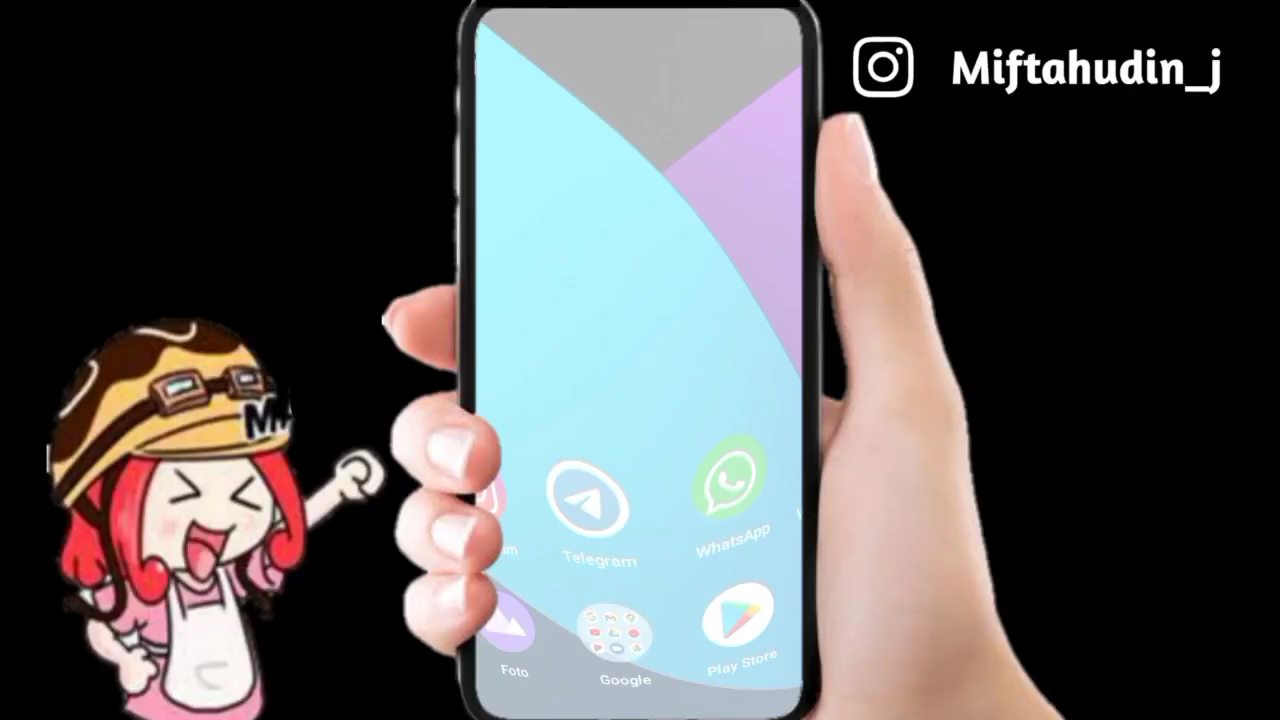 Miftahudin_j
Telegram
WhatsApp
Foto
Google
Play Store